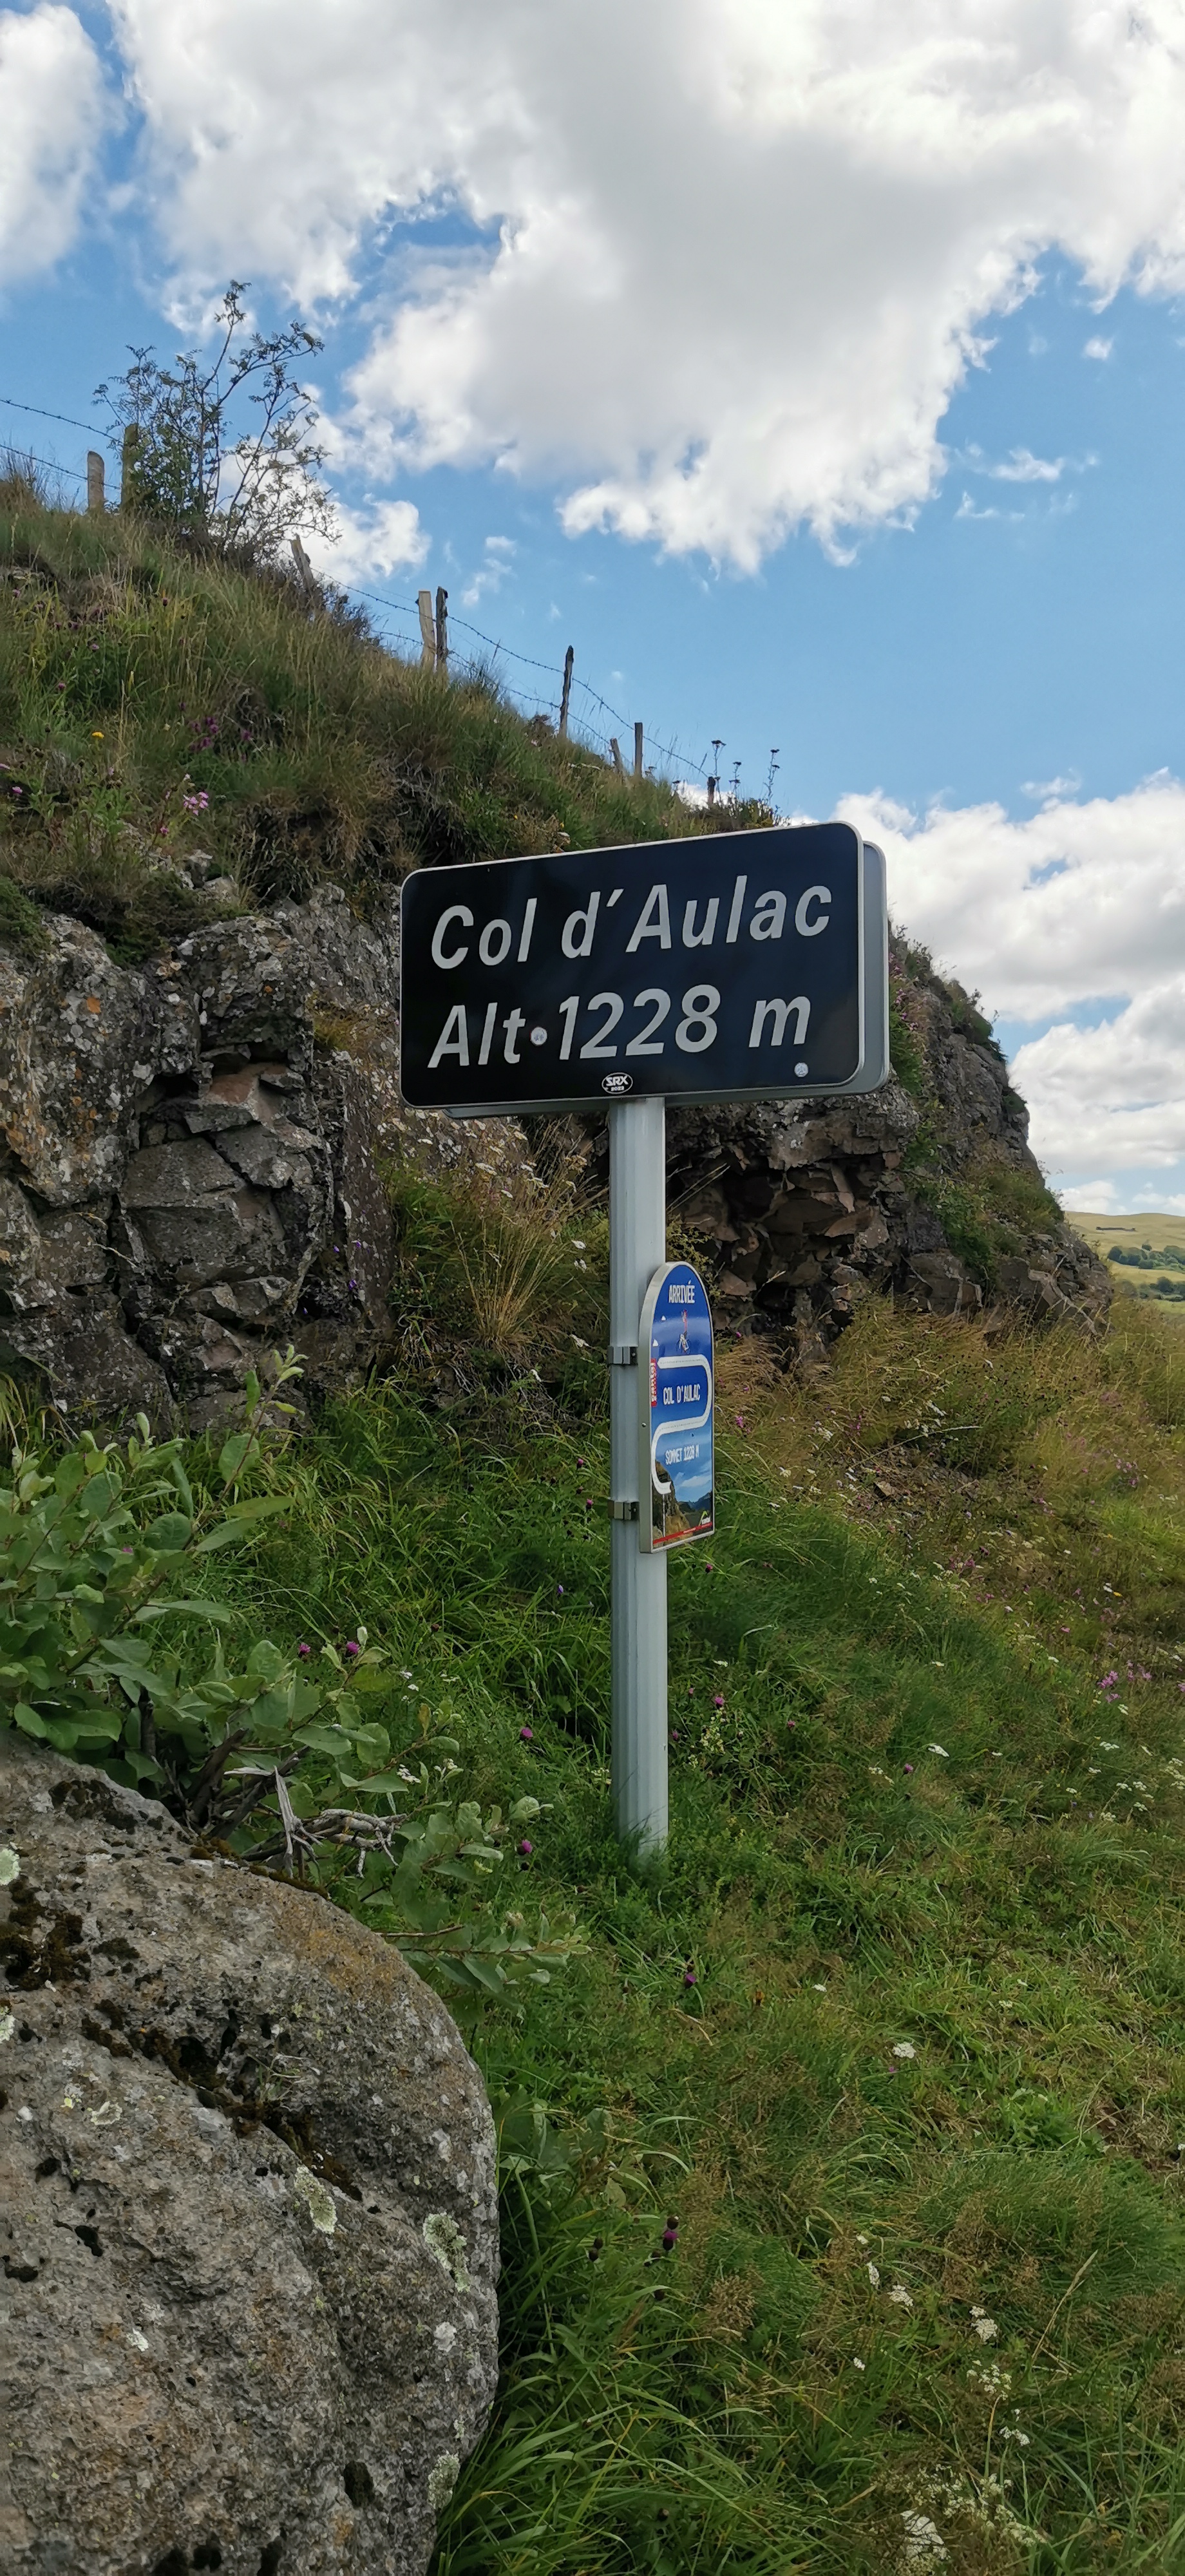 Col d'Aulac
Alt·1228 m
SRX
ARRIVÉE
COL D'AULAC
SOMMET 1228 M